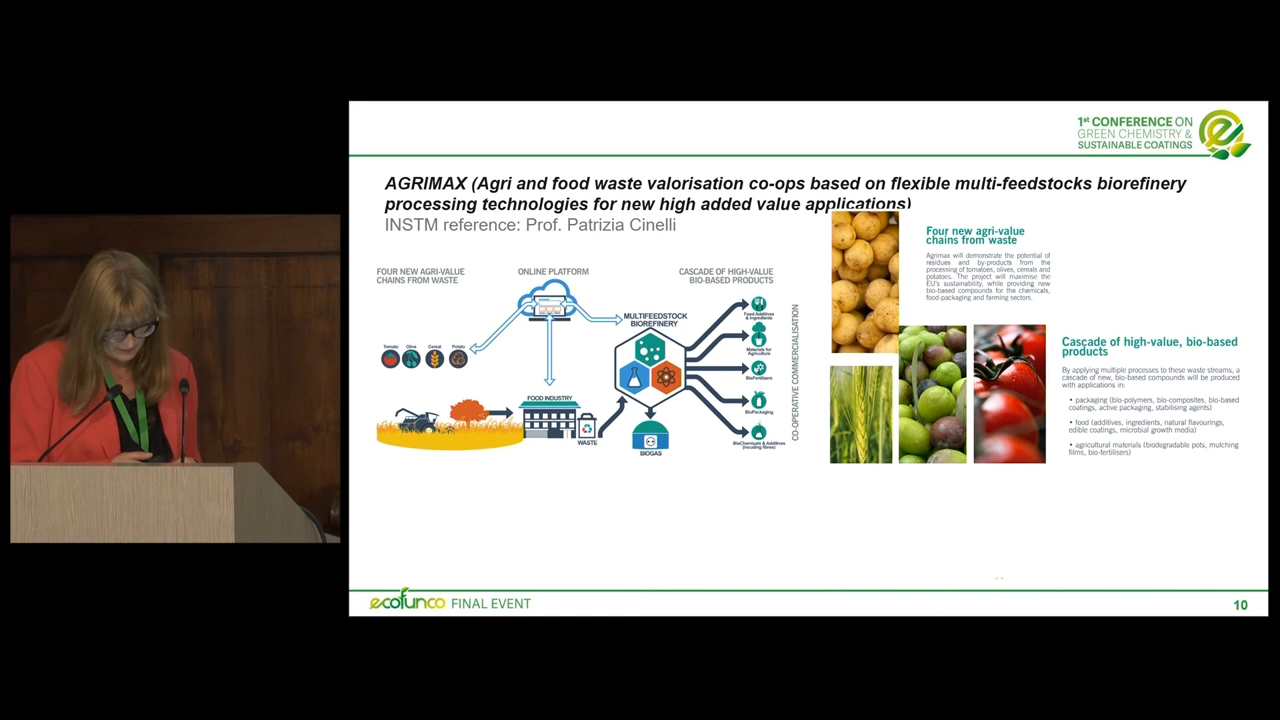 1st CONFERENCE ON
GREEN CHEMISTRY &
SUSTAINABLE COATINGS
AGRIMAX (Agri and food waste valorisation co-ops based on flexible multi-feedstocks biorefinery
processing technologies for new high added value applications)
INSTM reference: Prof. Patrizia Cinelli
FOUR NEW AGRI-VALUE
CHAINS FROM WASTE
ONLINE PLATFORM
CASCADE OF HIGH-VALUE
BIO-BASED PRODUCTS
MULTIFEEDSTOCK
BIOREFINERY
Tomato Olive Cereal Potato
FOOD INDUSTRY
WASTE
BIOGAS
Food Additives
& Ingredients
Materials for
Agriculture
BioFertilizers
BioPackaging
BioChemicals & Additives
(incuding fibres)
CO-OPERATIVE COMMERCIALISATION
Four new agri-value
chains from waste
Agrimax will demonstrate the potential of
residues and by-products from the
processing of tomatoes, olives, cereals and
potatoes. The project will maximise the
EU's sustainability, while providing new
bio-based compounds for the chemicals,
food-packaging and farming sectors.
Cascade of high-value, bio-based
products
By applying multiple processes to these waste streams, a
cascade of new, bio-based compounds will be produced
with applications in:
• packaging (bio-polymers, bio-composites, bio-based
coatings, active packaging, stabilising agents)
• food (additives, ingredients, natural flavourings,
edible coatings, microbial growth media)
• agricultural materials (biodegradable pots, mulching
films, bio-fertilisers)
ecofunco FINAL EVENT
10